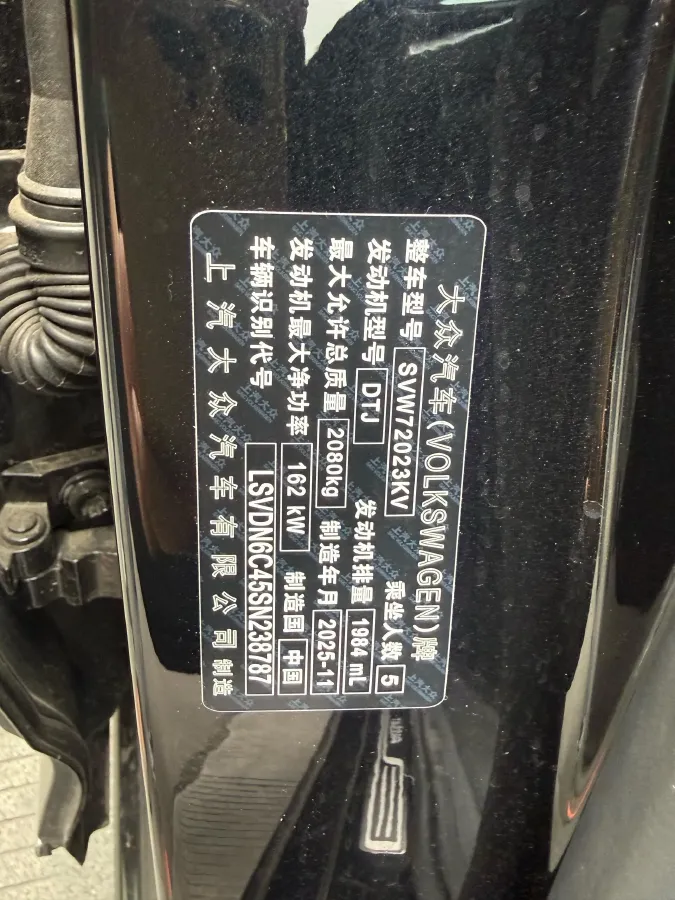 大众汽车(VOLKSWAGEN)牌
整车型号 SVW72023KV 乘坐人数 5
发动机型号 DTJ 发动机排量 1984 mL
最大允许总质量 2080kg 制造年月 2025-11
发动机最大净功率 162 kW 制造国 中国
车辆识别代号 LSVDN6C45SN238787
上汽大众汽车有限公司 制造